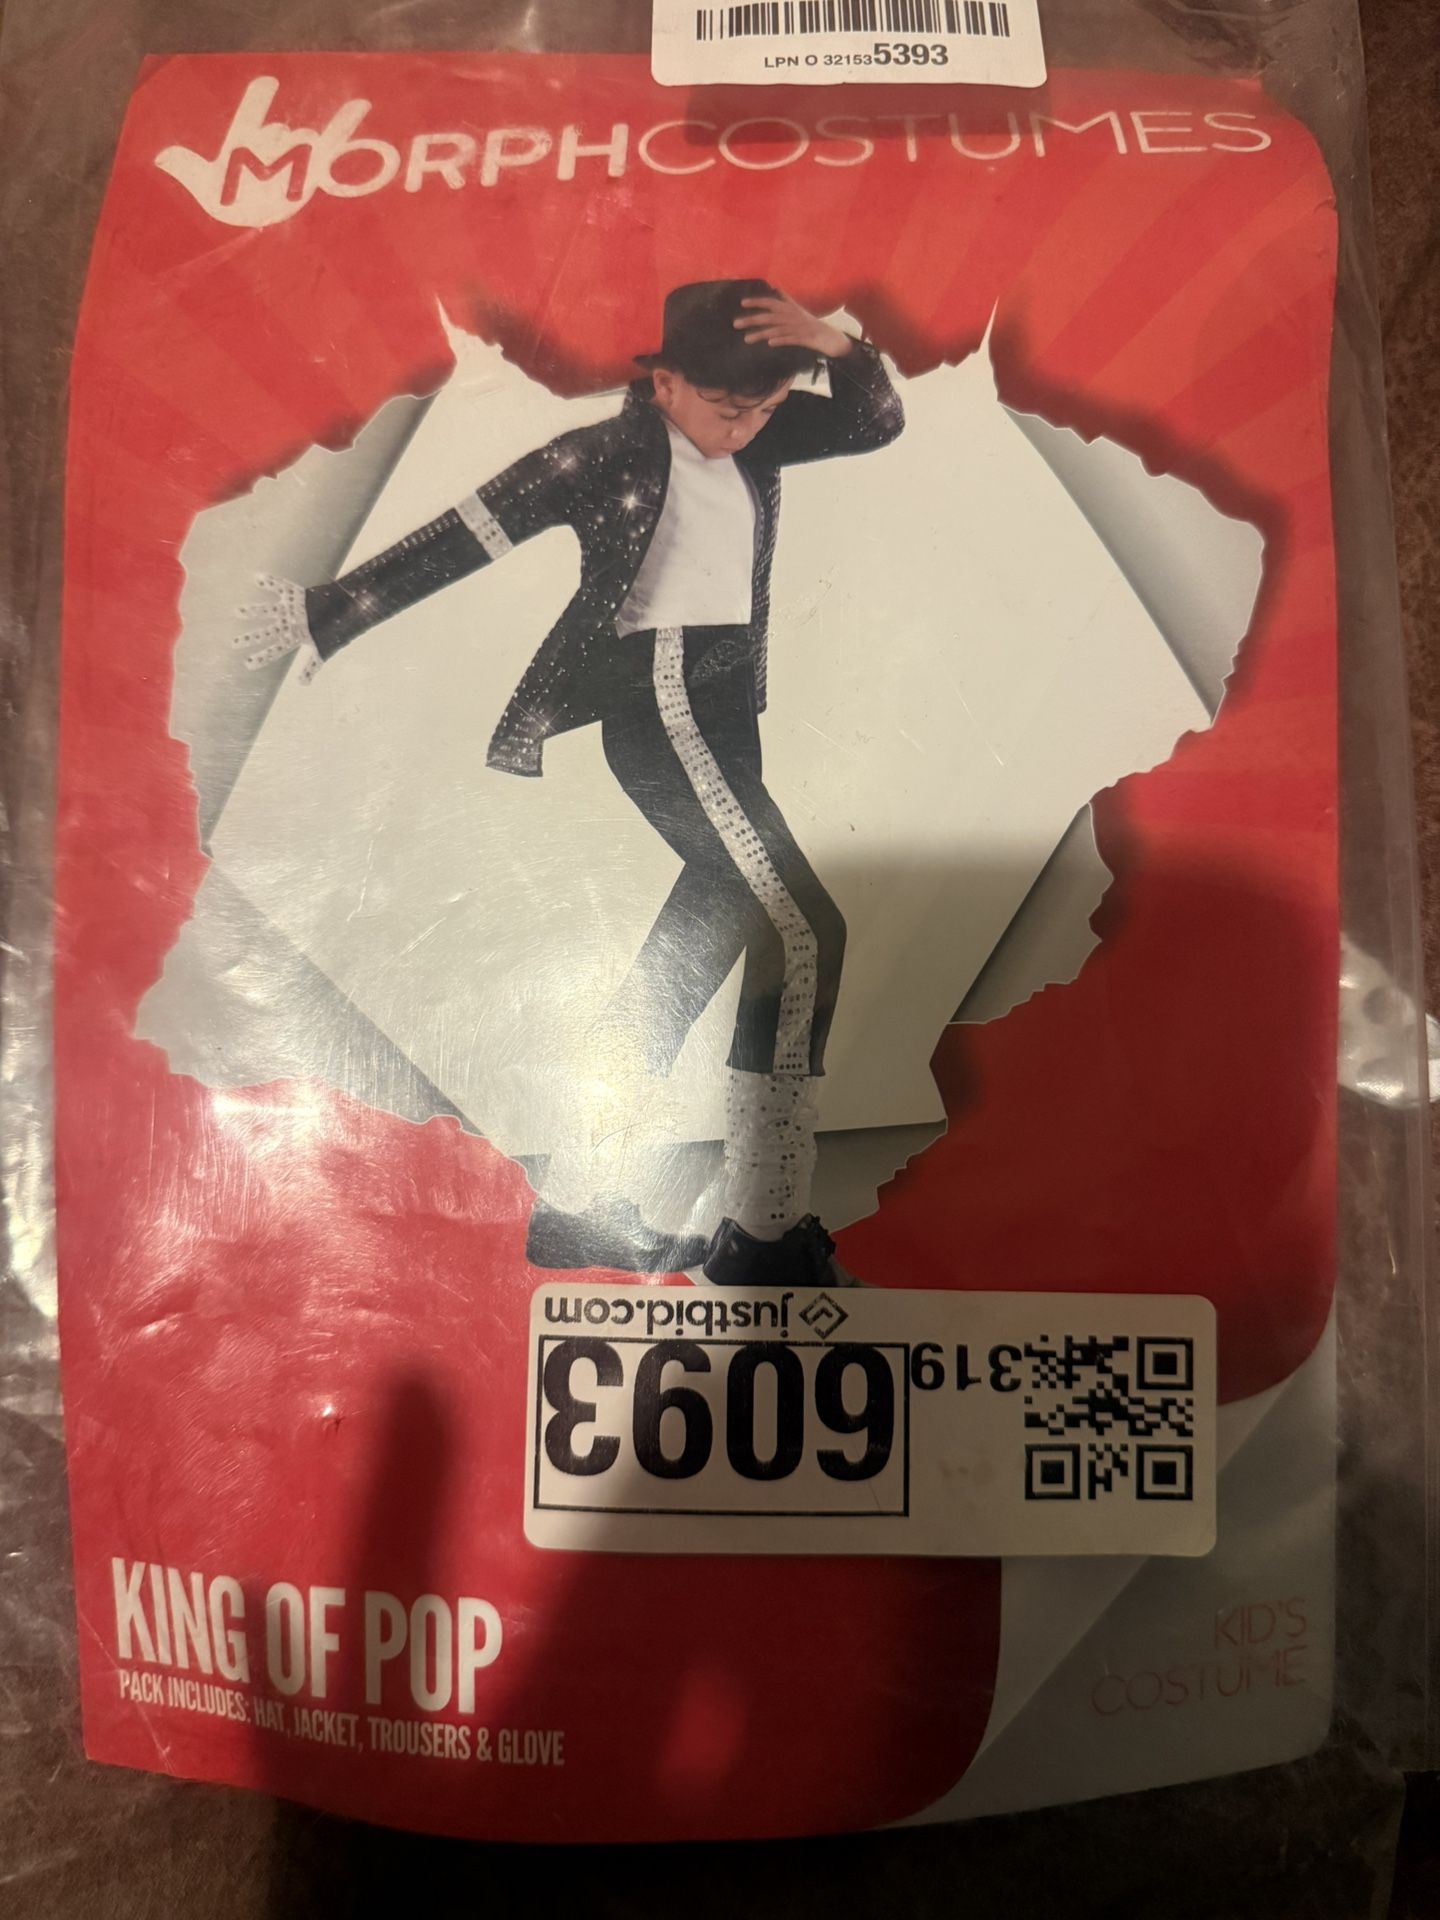 LPN O 321535393
MORPHCOSTUMES
justbid.com
6093
319
KING OF POP
PACK INCLUDES: HAT, JACKET, TROUSERS & GLOVE
KID'S
COSTUME